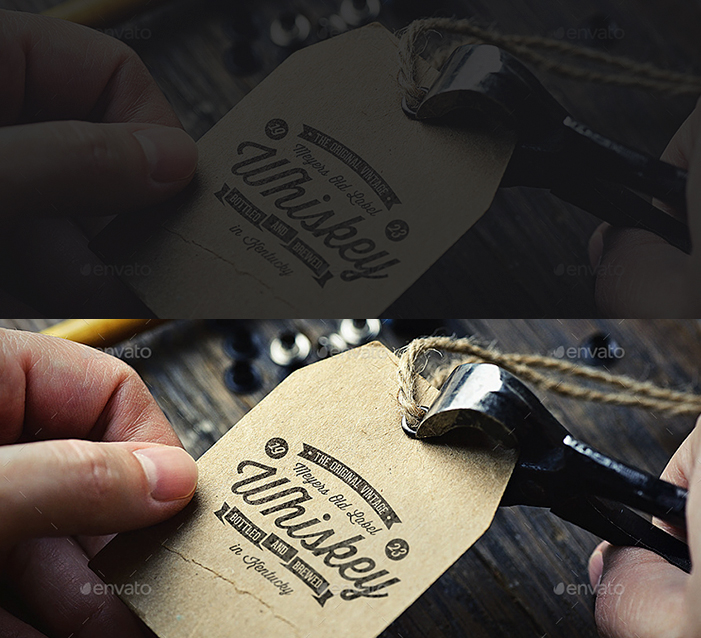 envato
envato
19
THE ORIGINAL VINTAGE
Meyers Old Label
Whiskey
23
BOTTLED AND BREWED
in Kentucky
envato
envato
envato
envato
19
THE ORIGINAL VINTAGE
Meyers Old Label
Whiskey
23
BOTTLED AND BREWED
in Kentucky
envato
envato